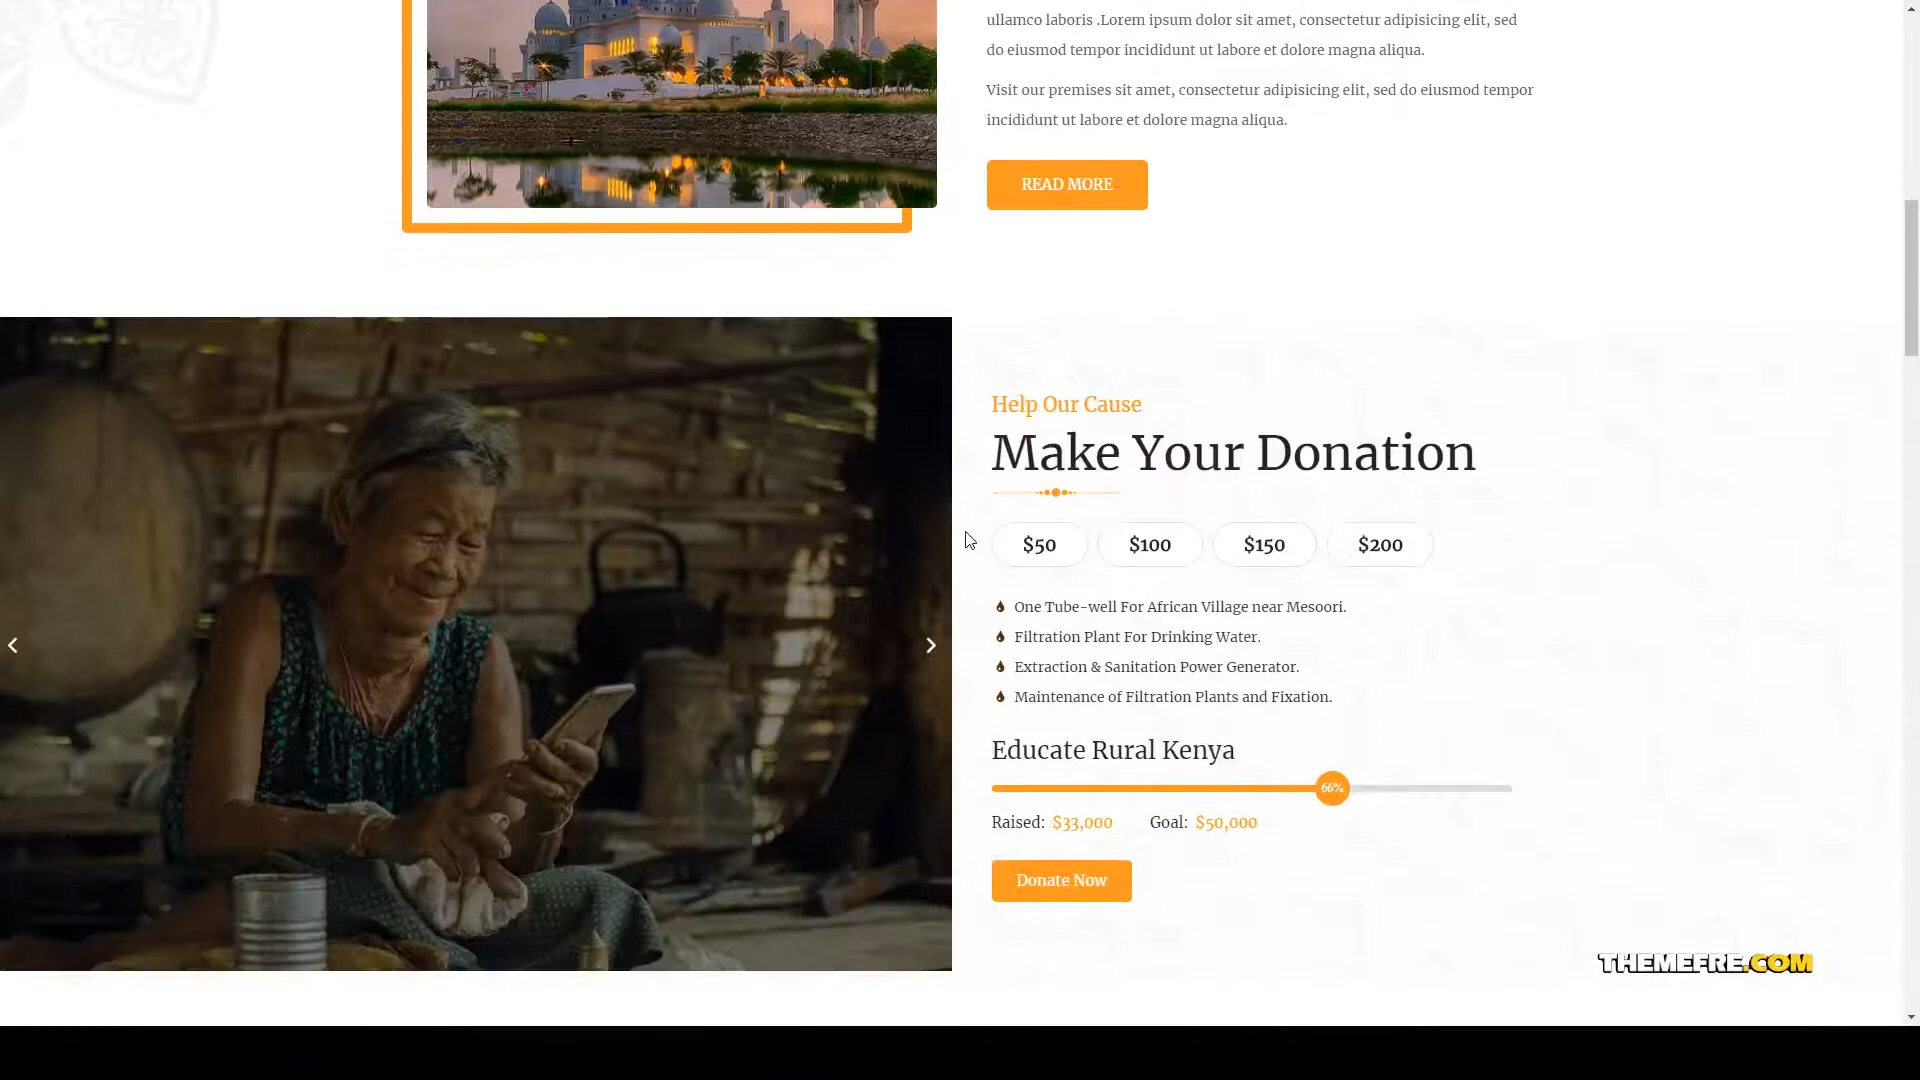 ullamco laboris .Lorem ipsum dolor sit amet, consectetur adipisicing elit, sed
do eiusmod tempor incididunt ut labore et dolore magna aliqua.
Visit our premises sit amet, consectetur adipisicing elit, sed do eiusmod tempor
incididunt ut labore et dolore magna aliqua.
READ MORE
Help Our Cause
Make Your Donation
$50 $100 $150 $200
One Tube-well For African Village near Mesoori.
Filtration Plant For Drinking Water.
Extraction & Sanitation Power Generator.
Maintenance of Filtration Plants and Fixation.
Educate Rural Kenya
66%
Raised: $33,000 Goal: $50,000
Donate Now
THEMEFRE.COM